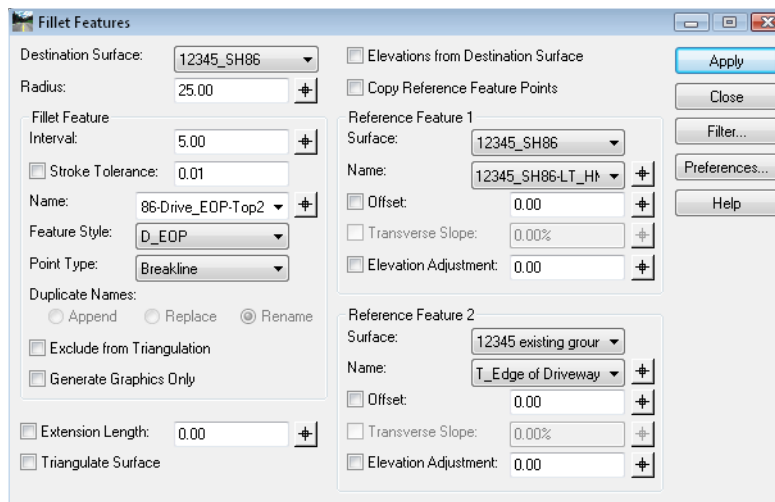 Fillet Features
Destination Surface: 12345_SH86
Radius: 25.00
Fillet Feature
Interval: 5.00
Stroke Tolerance: 0.01
Name: 86-Drive_EOP-Top2
Feature Style: D_EOP
Point Type: Breakline
Duplicate Names:
Append Replace Rename
Exclude from Triangulation
Generate Graphics Only
Extension Length: 0.00
Triangulate Surface
Elevations from Destination Surface
Copy Reference Feature Points
Reference Feature 1
Surface: 12345_SH86
Name: 12345_SH86-LT_HM
Offset: 0.00
Transverse Slope: 0.00%
Elevation Adjustment: 0.00
Reference Feature 2
Surface: 12345 existing grour
Name: T_Edge of Driveway
Offset: 0.00
Transverse Slope: 0.00%
Elevation Adjustment: 0.00
Apply
Close
Filter...
Preferences...
Help